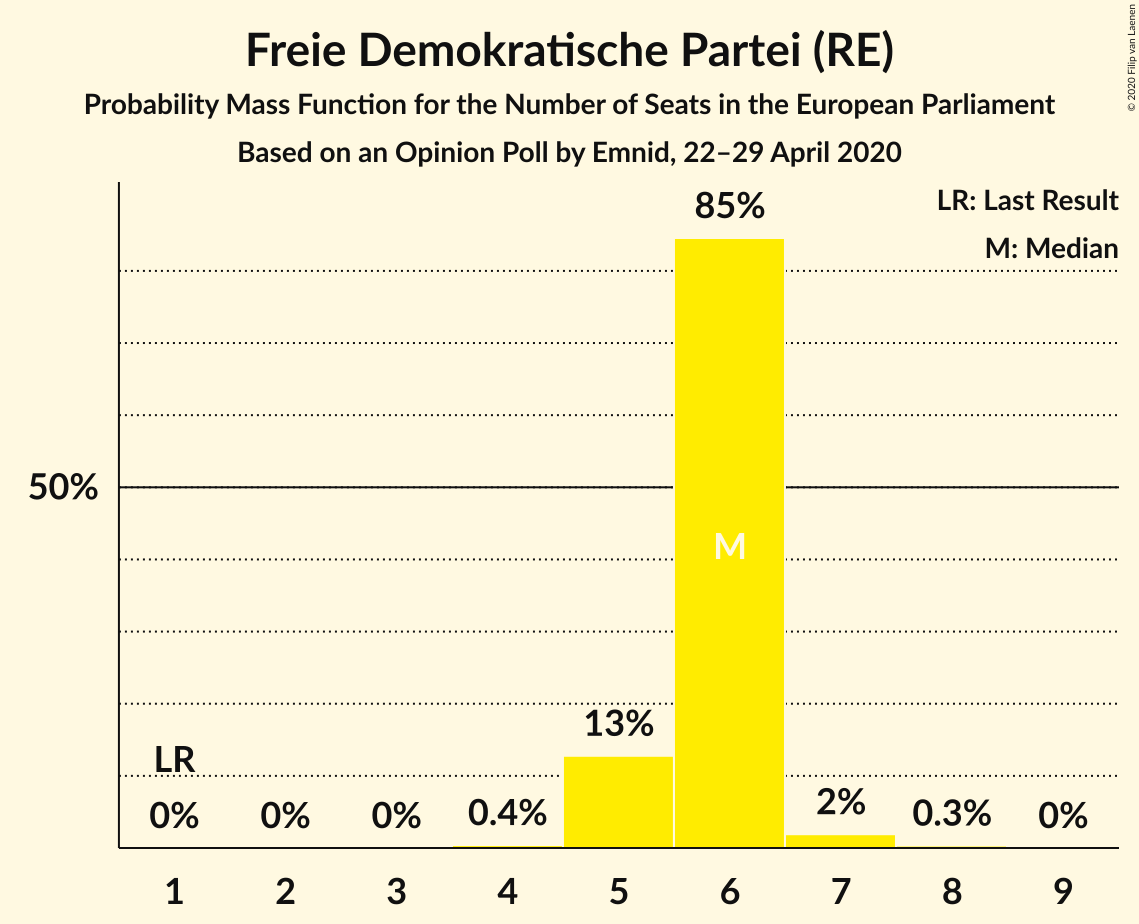 Freie Demokratische Partei (RE)
Probability Mass Function for the Number of Seats in the European Parliament
Based on an Opinion Poll by Emnid, 22–29 April 2020
© 2020 Filip van Laenen
LR: Last Result
M: Median
85%
50%
M
13%
LR
0%
0%
0%
0.4%
2%
0.3%
0%
1 2 3 4 5 6 7 8 9